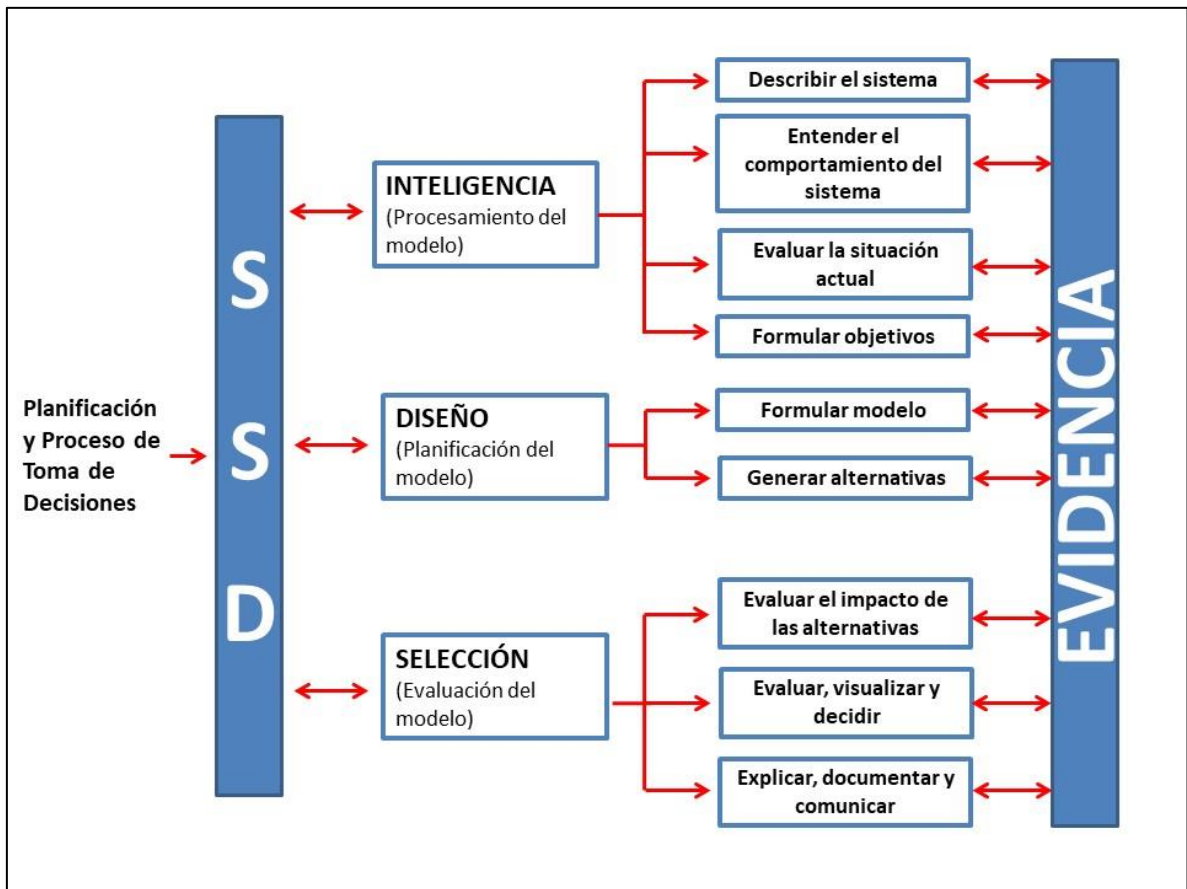 Planificación
y Proceso de
Toma de
Decisiones
S
S
D
INTELIGENCIA
(Procesamiento del
modelo)
Describir el sistema
Entender el
comportamiento del
sistema
Evaluar la situación
actual
Formular objetivos
DISEÑO
(Planificación del
modelo)
Formular modelo
Generar alternativas
SELECCIÓN
(Evaluación del
modelo)
Evaluar el impacto de
las alternativas
Evaluar, visualizar y
decidir
Explicar, documentar y
comunicar
EVIDENCIA